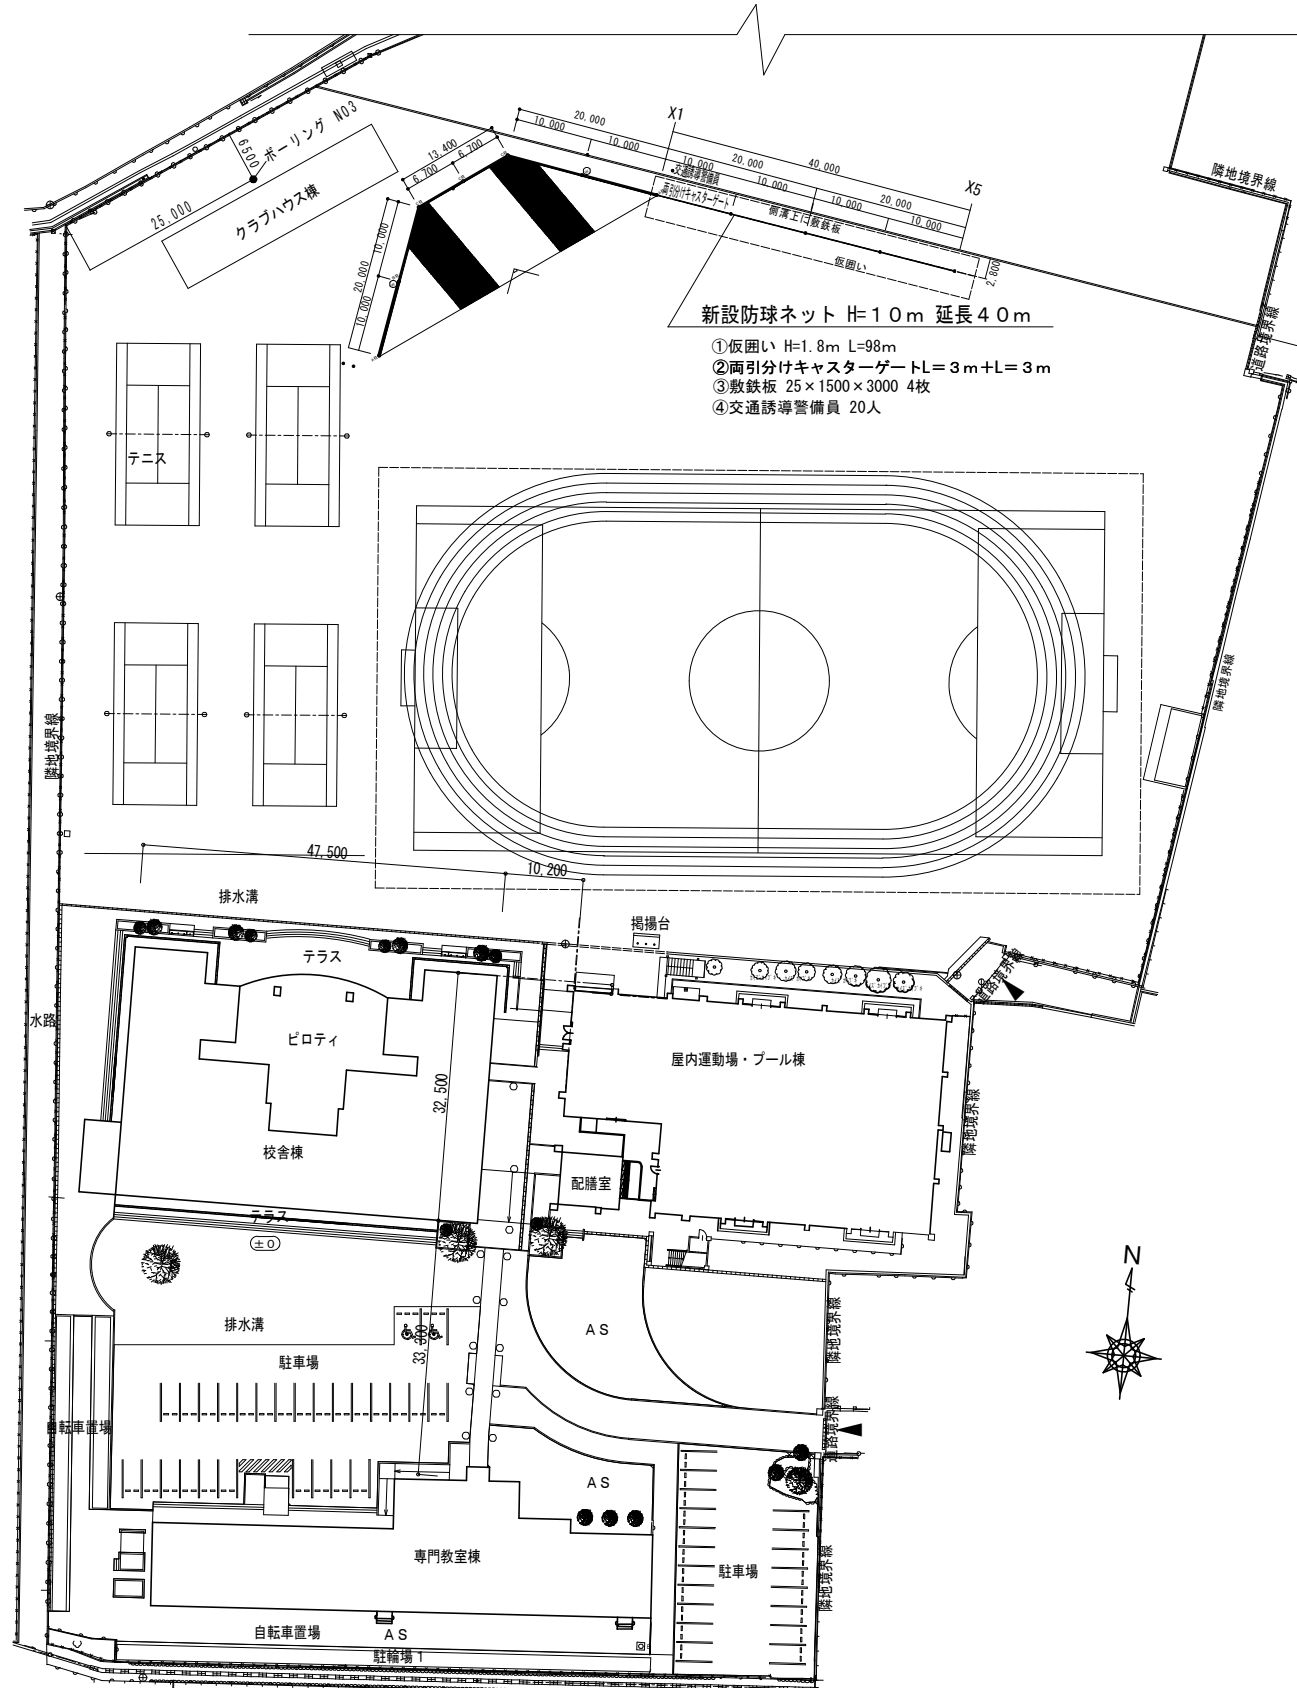 ボーリング NO3
6500
25,000
クラブハウス棟
13,400
6,700
6,700
20,000
10,000
10,000
X1
10,000
20,000
10,000
40,000
20,000
10,000
10,000
X5
交通誘導警備員
両引分けキャスターゲート
側溝上に敷鉄板
仮囲い
2,800
10,000
20,000
10,000
隣地境界線
道路境界線
新設防球ネット H=10m 延長40m
①仮囲い H=1.8m L=98m
②両引分けキャスターゲートL=3m+L=3m
③敷鉄板 25×1500×3000 4枚
④交通誘導警備員 20人
テニス
隣地境界線
隣地境界線
47,500
10,200
排水溝
掲揚台
テラス
道路境界線
水路
ピロティ
屋内運動場・プール棟
32,500
校舎棟
配膳室
隣地境界線
テラス
±0
N
排水溝
AS
33,300
駐車場
隣地境界線
自転車置場
道路境界線
AS
専門教室棟
駐車場
隣地境界線
自転車置場
AS
駐輪場1